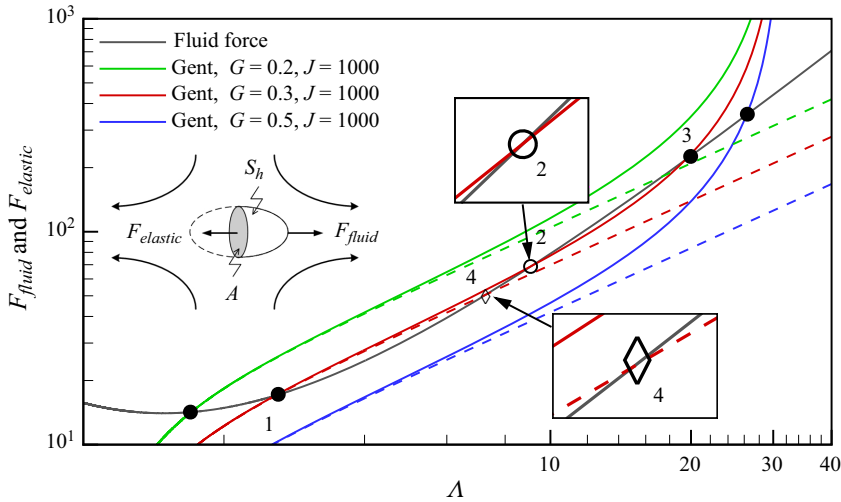 10³
Fluid force
Gent, G = 0.2, J = 1000
Gent, G = 0.3, J = 1000
Gent, G = 0.5, J = 1000
F_fluid and F_elastic
S_h
F_elastic
F_fluid
A
2
3
10²
2
4
4
1
10¹
10
20
30
40
Λ